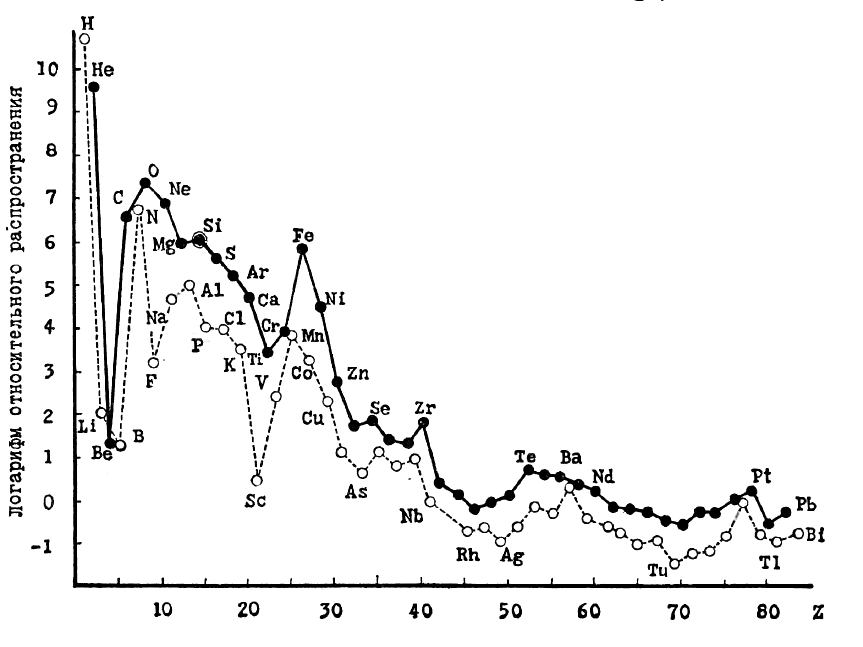 Логарифм относительного распространения
10
9
8
7
6
5
4
3
2
1
0
-1
H
He
Li
Be
B
C
N
O
F
Ne
Na
Mg
Al
Si
P
S
Cl
Ar
K
Ca
Sc
Ti
V
Cr
Mn
Fe
Co
Ni
Cu
Zn
As
Se
Zr
Nb
Rh
Ag
Te
Ba
Nd
Tu
Pt
Tl
Pb
Bi
10 20 30 40 50 60 70 80 Z